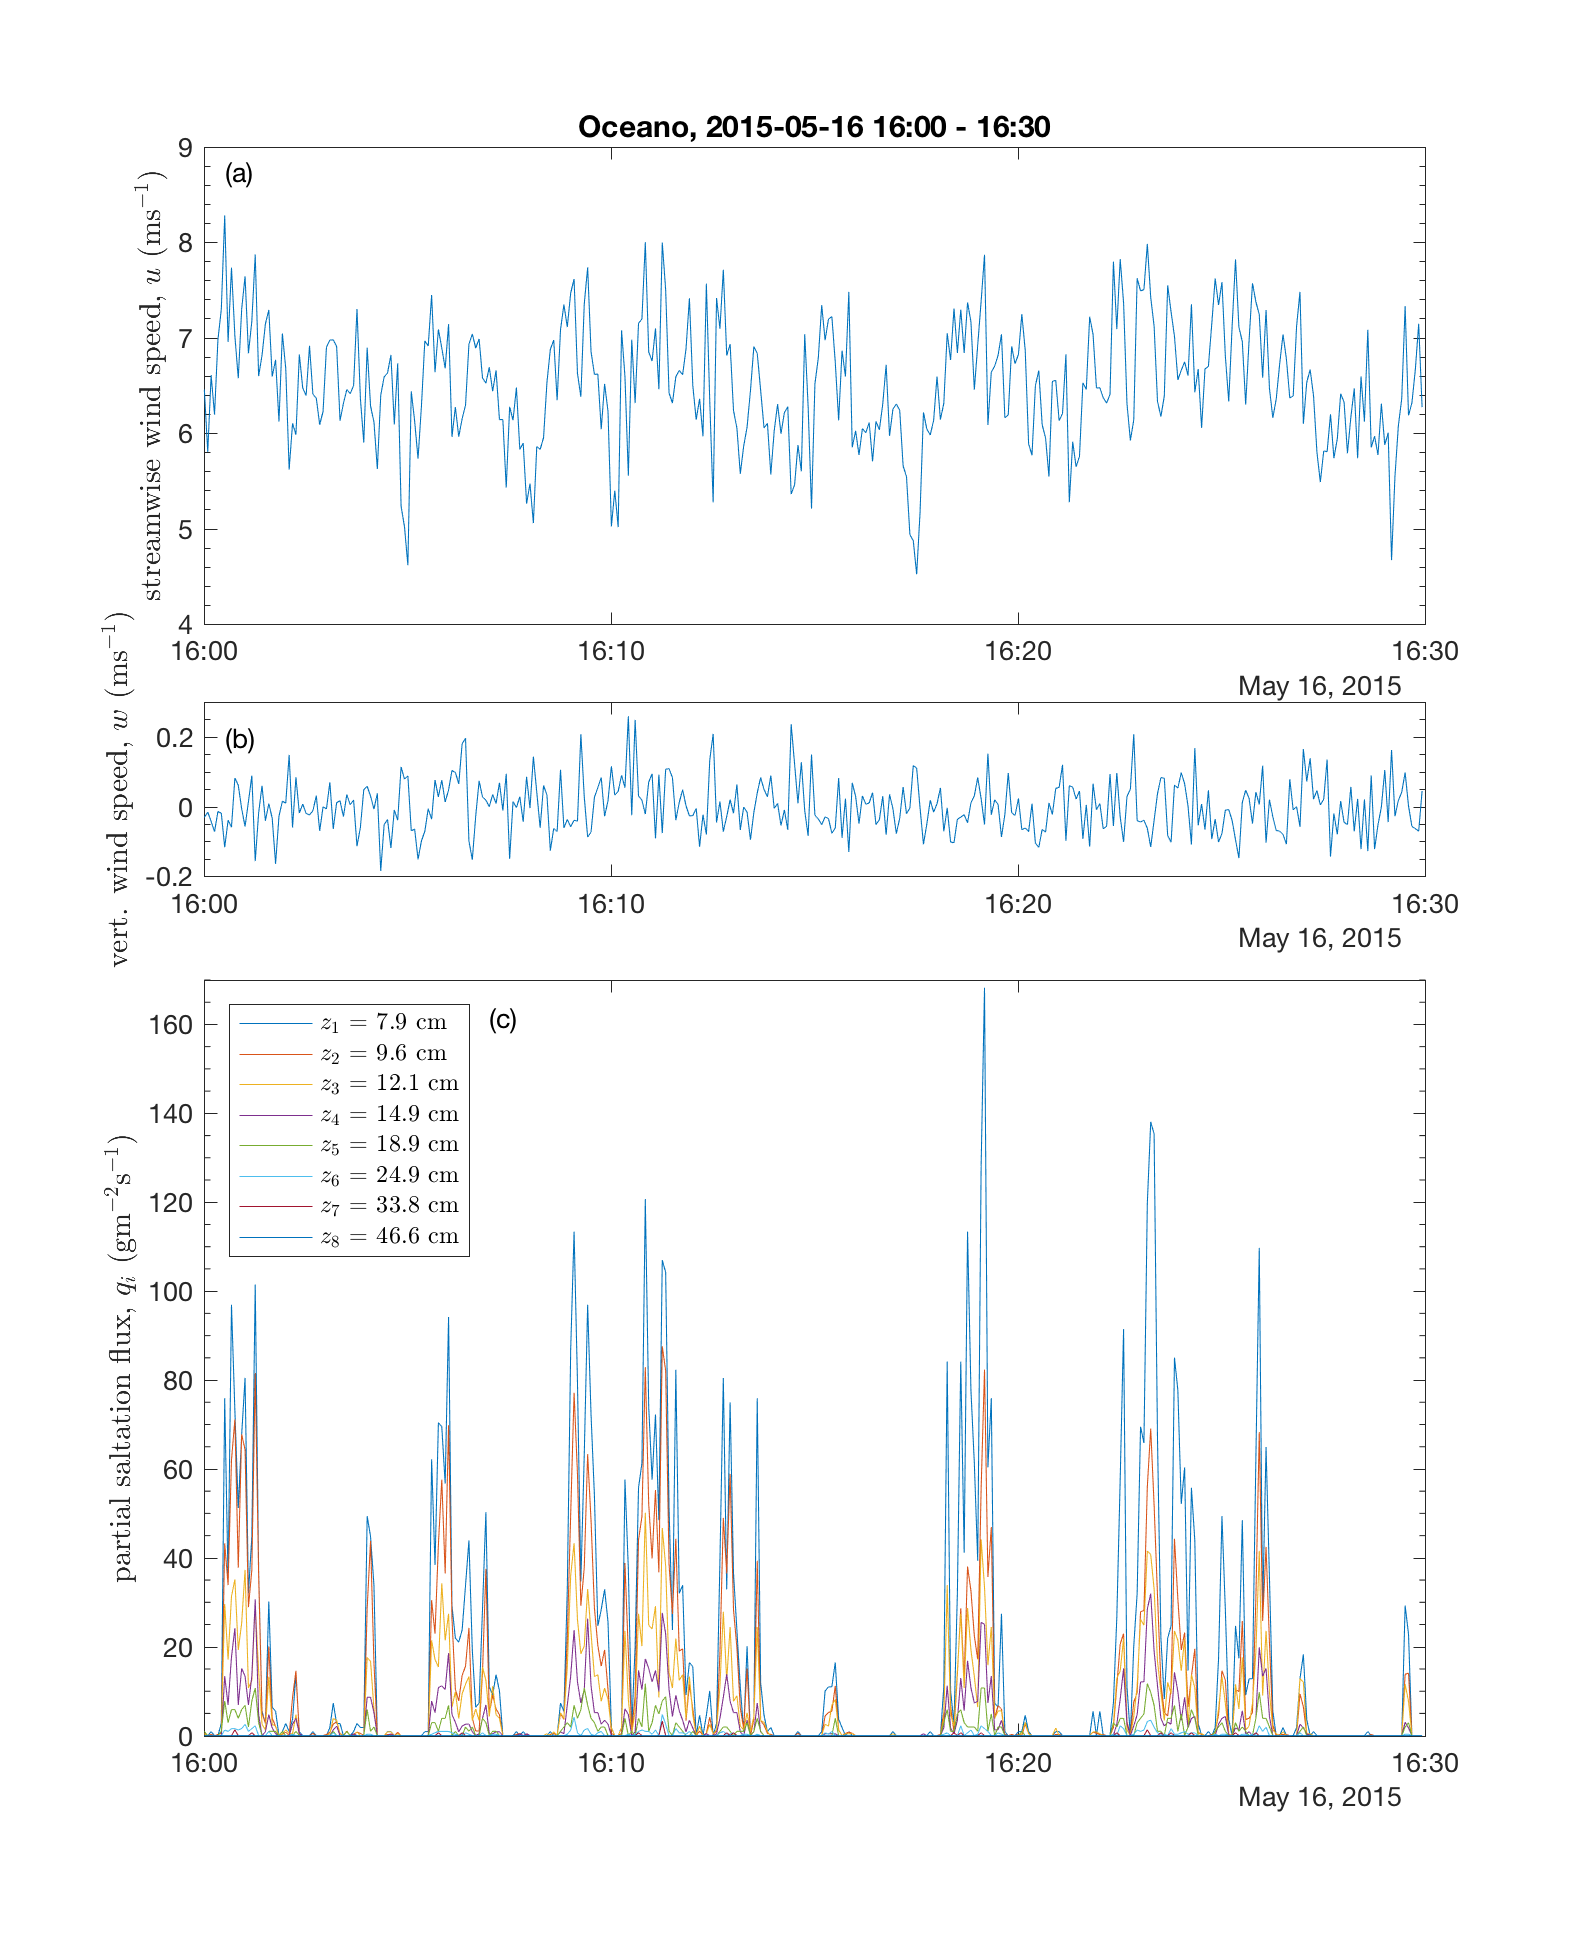 Oceano, 2015-05-16 16:00 - 16:30
(a)
streamwise wind speed, u (ms⁻¹)
9
8
7
6
5
4
16:00 16:10 16:20 16:30
May 16, 2015
(b)
vert. wind speed, w (ms⁻¹)
0.2
0
-0.2
16:00 16:10 16:20 16:30
May 16, 2015
(c)
z₁ = 7.9 cm
z₂ = 9.6 cm
z₃ = 12.1 cm
z₄ = 14.9 cm
z₅ = 18.9 cm
z₆ = 24.9 cm
z₇ = 33.8 cm
z₈ = 46.6 cm
partial saltation flux, qᵢ (gm⁻²s⁻¹)
160
140
120
100
80
60
40
20
0
16:00 16:10 16:20 16:30
May 16, 2015